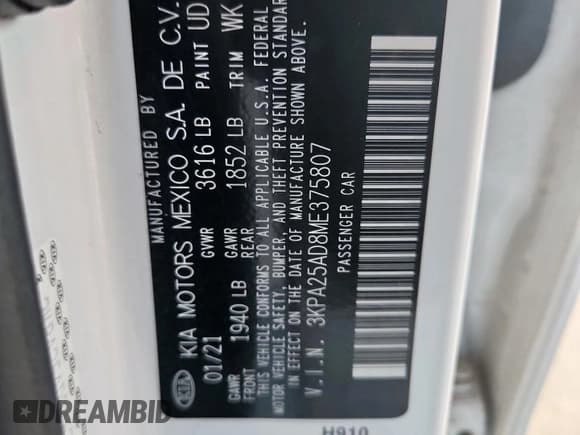 MANUFACTURED BY
KIA KIA MOTORS MEXICO S.A. DE C.V.
01/21 GVWR 3616 LB PAINT UD
GAWR FRONT 1940 LB GAWR REAR 1852 LB TRIM WK
THIS VEHICLE CONFORMS TO ALL APPLICABLE U.S.A. FEDERAL
MOTOR VEHICLE SAFETY, BUMPER, AND THEFT PREVENTION STANDAR
IN EFFECT ON THE DATE OF MANUFACTURE SHOWN ABOVE.
V.I.N. 3KPA25AD8ME375807
PASSENGER CAR
H910
DREAMBID